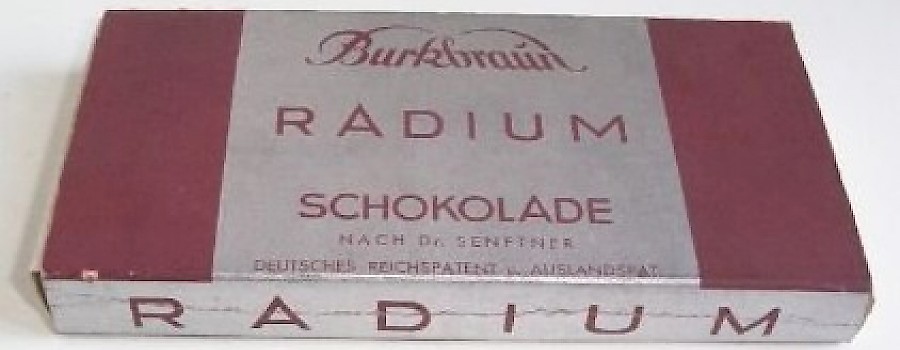 Burkbraun
RADIUM
SCHOKOLADE
NACH Dr. SENFTNER
DEUTSCHES REICHSPATENT u. AUSLANDSPAT.
RADIUM